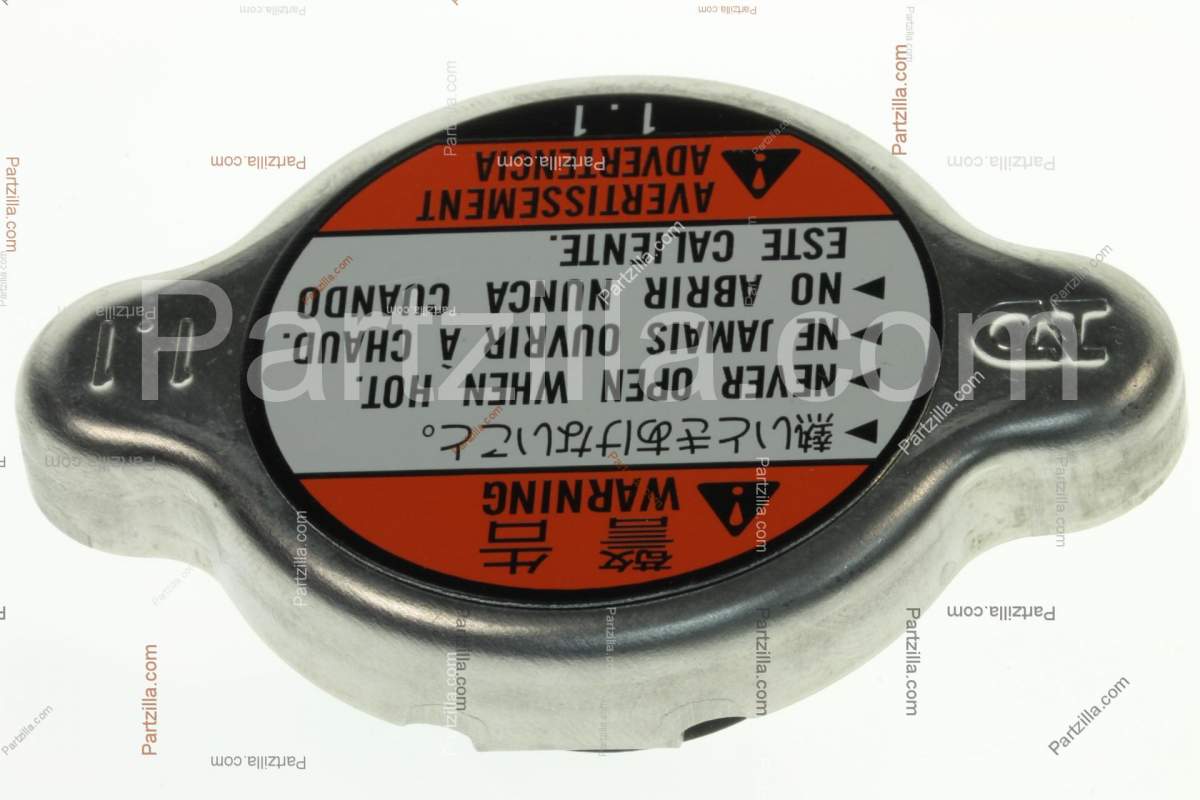 警告
WARNING
熱いときあけないこと。
NEVER OPEN WHEN HOT.
NE JAMAIS OUVRIR À CHAUD.
NO ABRIR NUNCA CUANDO
ESTE CALIENTE.
AVERTISSEMENT
ADVERTENCIA
1.1
1.1
Partzilla.com